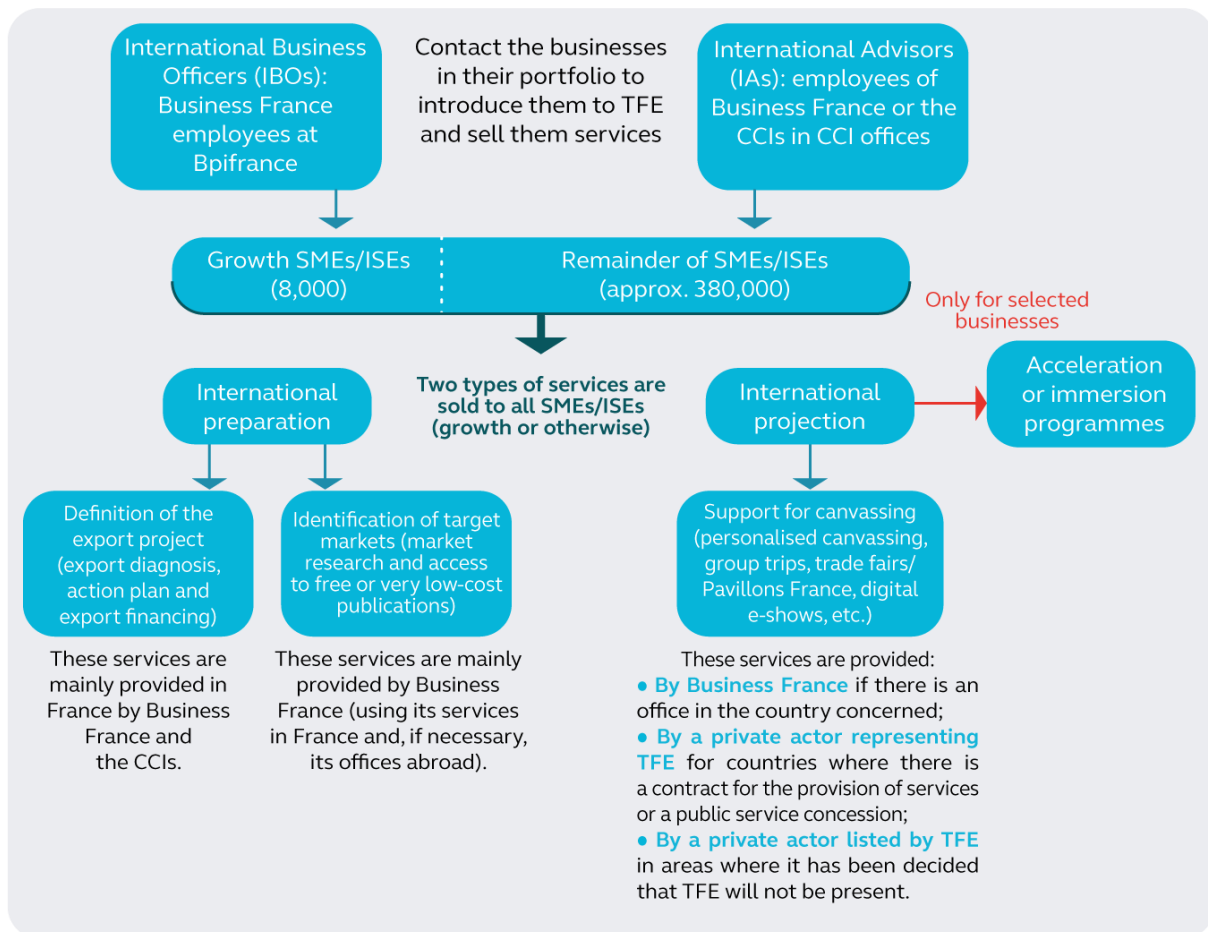 International Business
Officers (IBOs):
Business France
employees at
Bpifrance
Contact the businesses
in their portfolio to
introduce them to TFE
and sell them services
International Advisors
(IAs): employees of
Business France or the
CCIs in CCI offices
Growth SMEs/ISEs
(8,000)
Remainder of SMEs/ISEs
(approx. 380,000)
Only for selected
businesses
International
preparation
Two types of services are
sold to all SMEs/ISEs
(growth or otherwise)
International
projection
Acceleration
or immersion
programmes
Definition of the
export project
(export diagnosis,
action plan and
export financing)
Identification of target
markets (market
research and access
to free or very low-cost
publications)
Support for canvassing
(personalised canvassing,
group trips, trade fairs/
Pavillons France, digital
e-shows, etc.)
These services are
mainly provided in
France by Business
France and
the CCIs.
These services are mainly
provided by Business
France (using its services
in France and, if necessary,
its offices abroad).
These services are provided:
• By Business France if there is an
office in the country concerned;
• By a private actor representing
TFE for countries where there is
a contract for the provision of services
or a public service concession;
• By a private actor listed by TFE
in areas where it has been decided
that TFE will not be present.